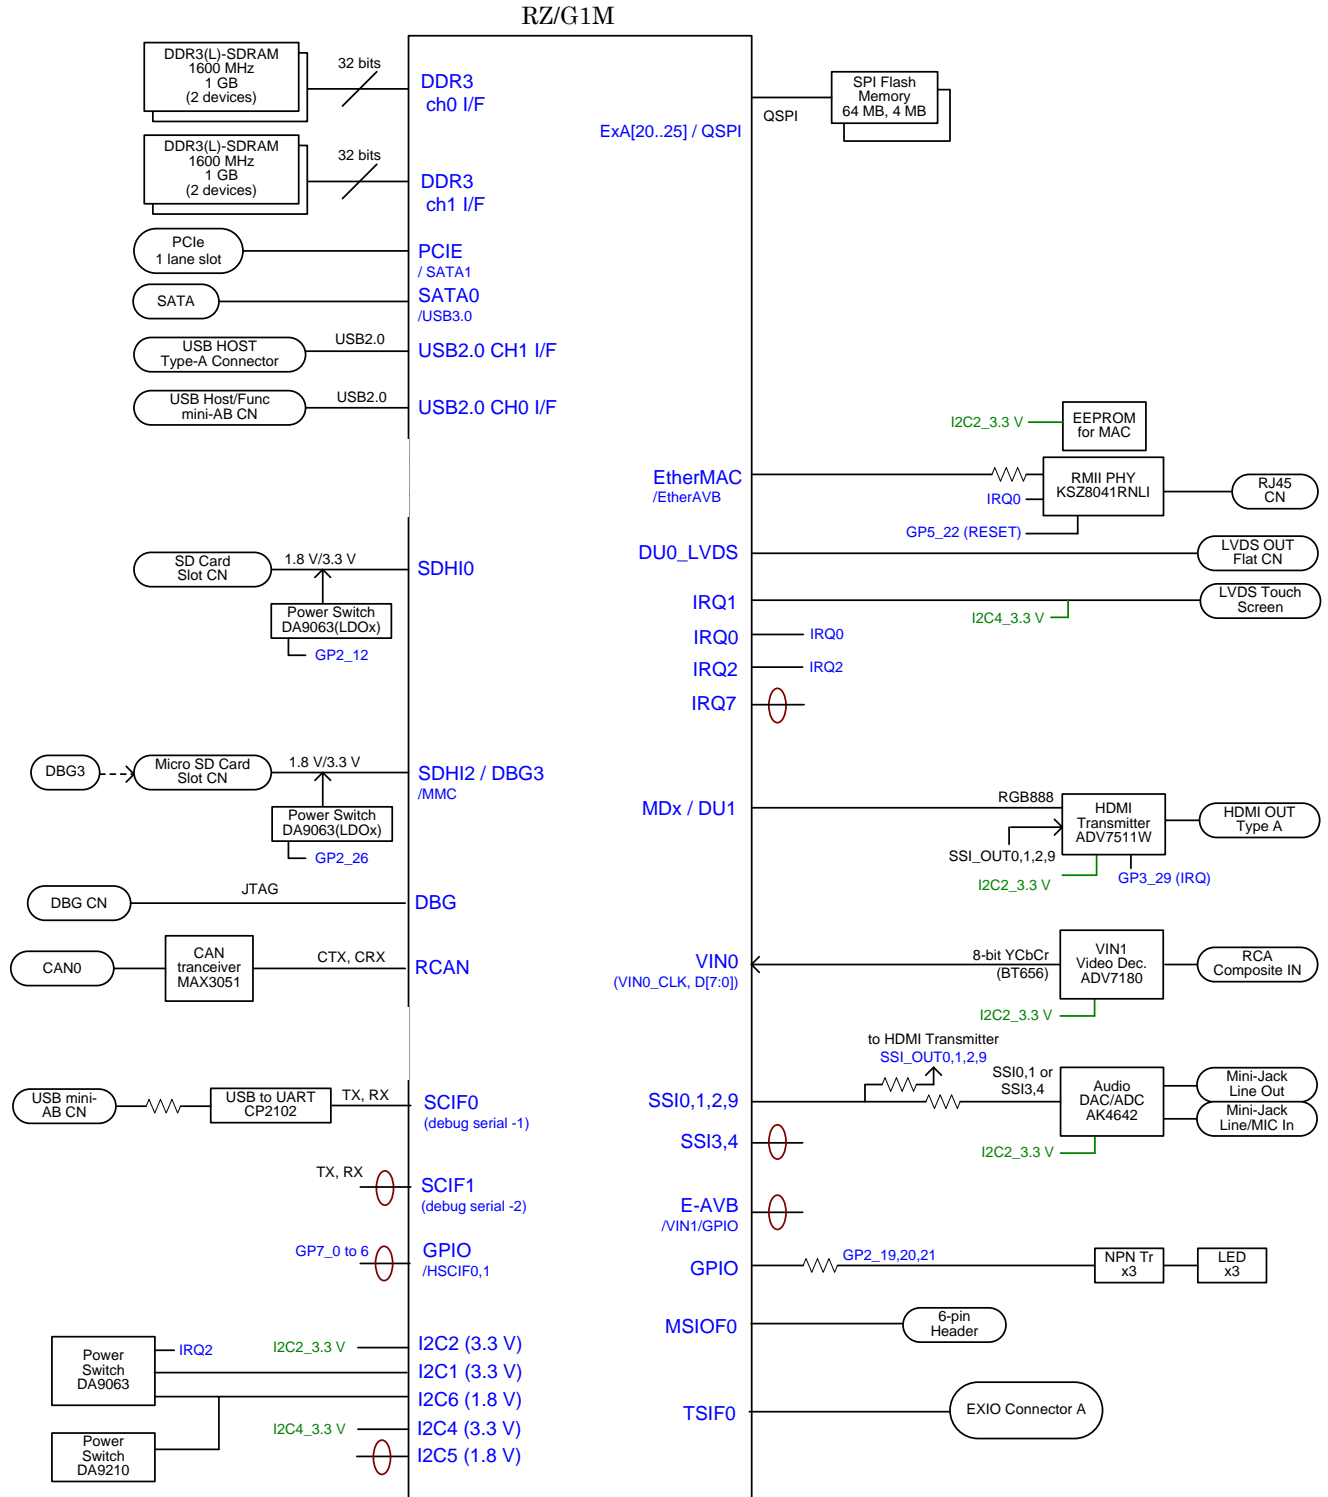 RZ/G1M
DDR3(L)-SDRAM
1600 MHz
1 GB
(2 devices)
32 bits
DDR3
ch0 I/F
DDR3(L)-SDRAM
1600 MHz
1 GB
(2 devices)
32 bits
DDR3
ch1 I/F
PCIe
1 lane slot
PCIE
/ SATA1
SATA
SATA0
/USB3.0
USB HOST
Type-A Connector
USB2.0
USB2.0 CH1 I/F
USB Host/Func
mini-AB CN
USB2.0
USB2.0 CH0 I/F
SD Card
Slot CN
1.8 V/3.3 V
SDHI0
Power Switch
DA9063(LDOx)
GP2_12
DBG3
Micro SD Card
Slot CN
1.8 V/3.3 V
SDHI2 / DBG3
/MMC
Power Switch
DA9063(LDOx)
GP2_26
DBG CN
JTAG
DBG
CAN0
CAN
tranceiver
MAX3051
CTX, CRX
RCAN
USB mini-
AB CN
USB to UART
CP2102
TX, RX
SCIF0
(debug serial -1)
TX, RX
SCIF1
(debug serial -2)
GP7_0 to 6
GPIO
/HSCIF0,1
Power
Switch
DA9063
IRQ2
I2C2_3.3 V
I2C2 (3.3 V)
I2C1 (3.3 V)
I2C6 (1.8 V)
I2C4_3.3 V
I2C4 (3.3 V)
I2C5 (1.8 V)
Power
Switch
DA9210
ExA[20..25] / QSPI
QSPI
SPI Flash
Memory
64 MB, 4 MB
I2C2_3.3 V
EEPROM
for MAC
EtherMAC
/EtherAVB
IRQ0
RMII PHY
KSZ8041RNLI
RJ45
CN
GP5_22 (RESET)
DU0_LVDS
LVDS OUT
Flat CN
IRQ1
I2C4_3.3 V
LVDS Touch
Screen
IRQ0
IRQ0
IRQ2
IRQ2
IRQ7
MDx / DU1
RGB888
HDMI
Transmitter
ADV7511W
HDMI OUT
Type A
SSI_OUT0,1,2,9
I2C2_3.3 V
GP3_29 (IRQ)
VIN0
(VIN0_CLK, D[7:0])
8-bit YCbCr
(BT656)
VIN1
Video Dec.
ADV7180
RCA
Composite IN
I2C2_3.3 V
to HDMI Transmitter
SSI_OUT0,1,2,9
SSI0,1,2,9
SSI0,1 or
SSI3,4
Audio
DAC/ADC
AK4642
Mini-Jack
Line Out
Mini-Jack
Line/MIC In
I2C2_3.3 V
SSI3,4
E-AVB
/VIN1/GPIO
GPIO
GP2_19,20,21
NPN Tr
x3
LED
x3
MSIOF0
6-pin
Header
TSIF0
EXIO Connector A